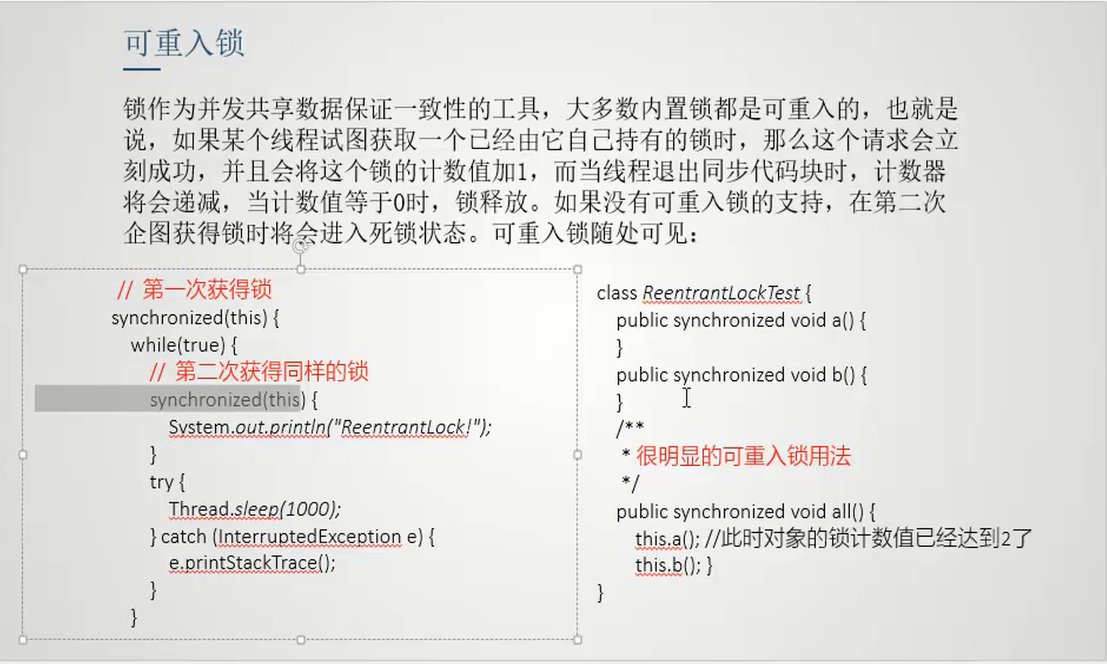 可重入锁
锁作为并发共享数据保证一致性的工具，大多数内置锁都是可重入的，也就是
说，如果某个线程试图获取一个已经由它自己持有的锁时，那么这个请求会立
刻成功，并且会将这个锁的计数值加1，而当线程退出同步代码块时，计数器
将会递减，当计数值等于0时，锁释放。如果没有可重入锁的支持，在第二次
企图获得锁时将会进入死锁状态。可重入锁随处可见：
// 第一次获得锁
synchronized(this) {
while(true) {
// 第二次获得同样的锁
synchronized(this) {
System.out.println("ReentrantLock!");
}
try {
Thread.sleep(1000);
} catch (InterruptedException e) {
e.printStackTrace();
}
}
class ReentrantLockTest {
public synchronized void a() {
}
public synchronized void b() {
}
/**
* 很明显的可重入锁用法
*/
public synchronized void all() {
this.a(); //此时对象的锁计数值已经达到2了
this.b(); }
}